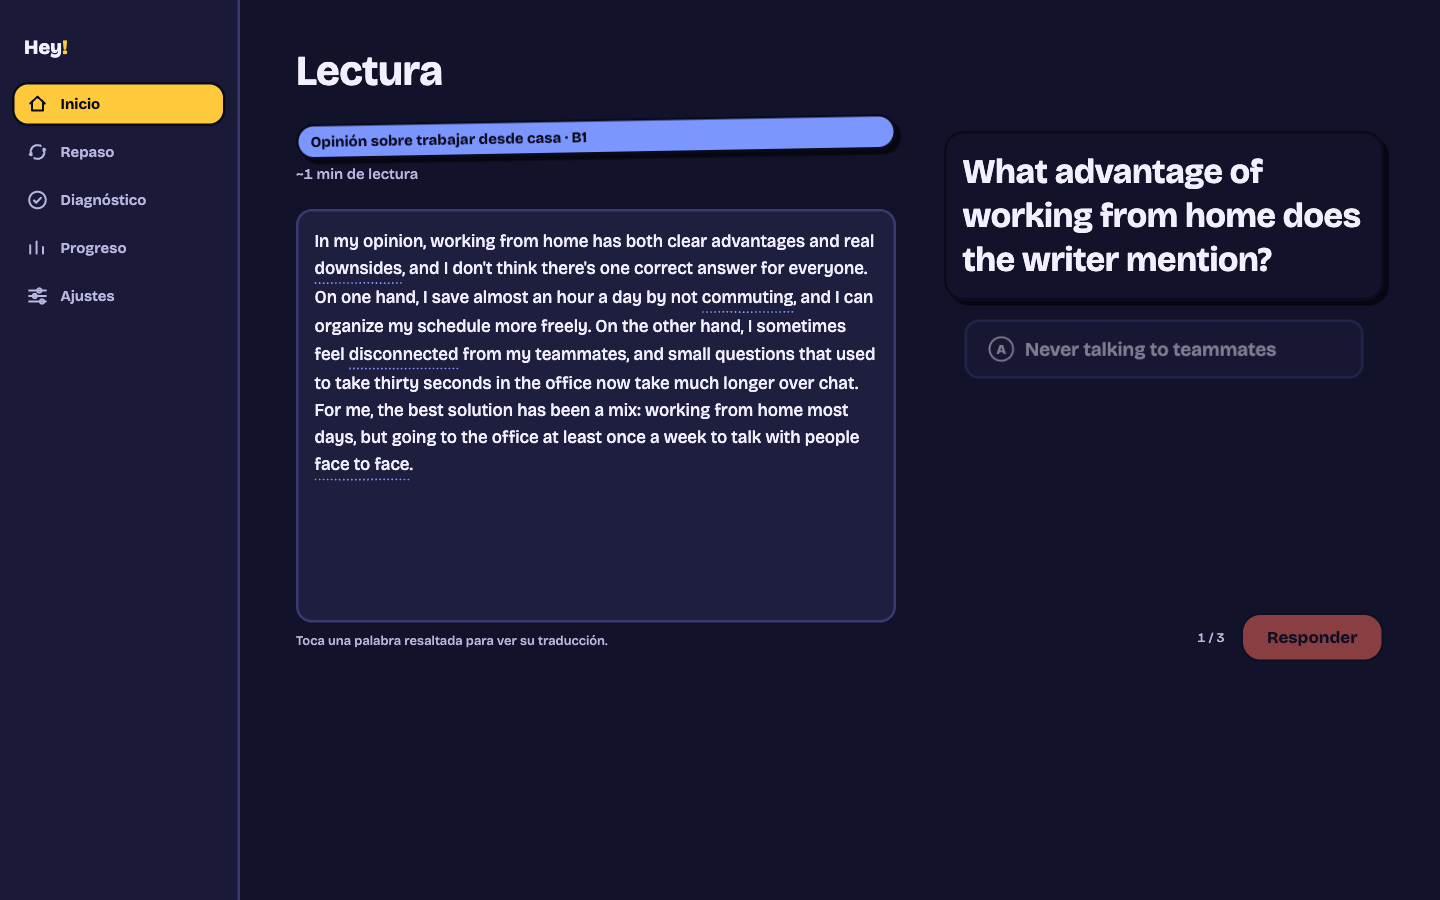 Hey!
Inicio
Repaso
Diagnóstico
Progreso
Ajustes
Lectura
Opinión sobre trabajar desde casa · B1
~1 min de lectura
In my opinion, working from home has both clear advantages and real
downsides, and I don't think there's one correct answer for everyone.
On one hand, I save almost an hour a day by not commuting, and I can
organize my schedule more freely. On the other hand, I sometimes
feel disconnected from my teammates, and small questions that used
to take thirty seconds in the office now take much longer over chat.
For me, the best solution has been a mix: working from home most
days, but going to the office at least once a week to talk with people
face to face.
Toca una palabra resaltada para ver su traducción.
What advantage of
working from home does
the writer mention?
A Never talking to teammates
1 / 3
Responder